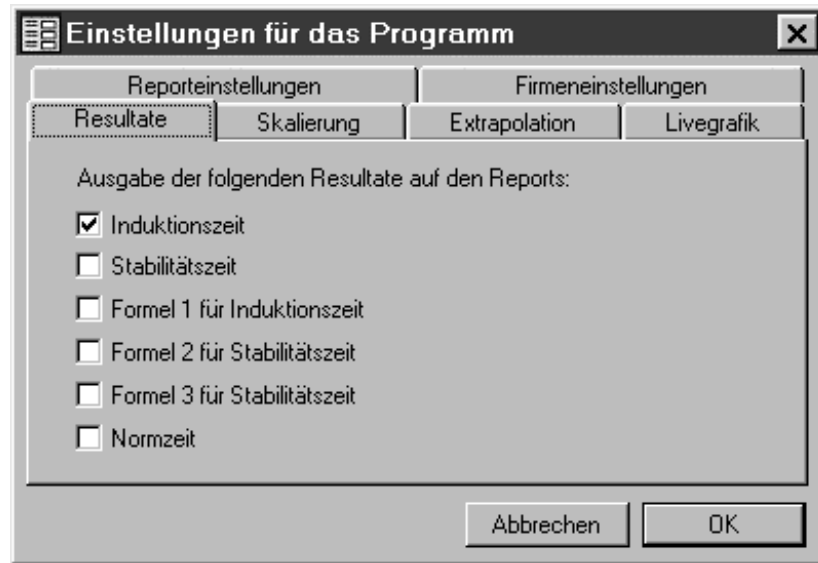 Einstellungen für das Programm
Reporteinstellungen Firmeneinstellungen
Resultate Skalierung Extrapolation Livegrafik
Ausgabe der folgenden Resultate auf den Reports:
Induktionszeit
Stabilitätszeit
Formel 1 für Induktionszeit
Formel 2 für Stabilitätszeit
Formel 3 für Stabilitätszeit
Normzeit
Abbrechen OK